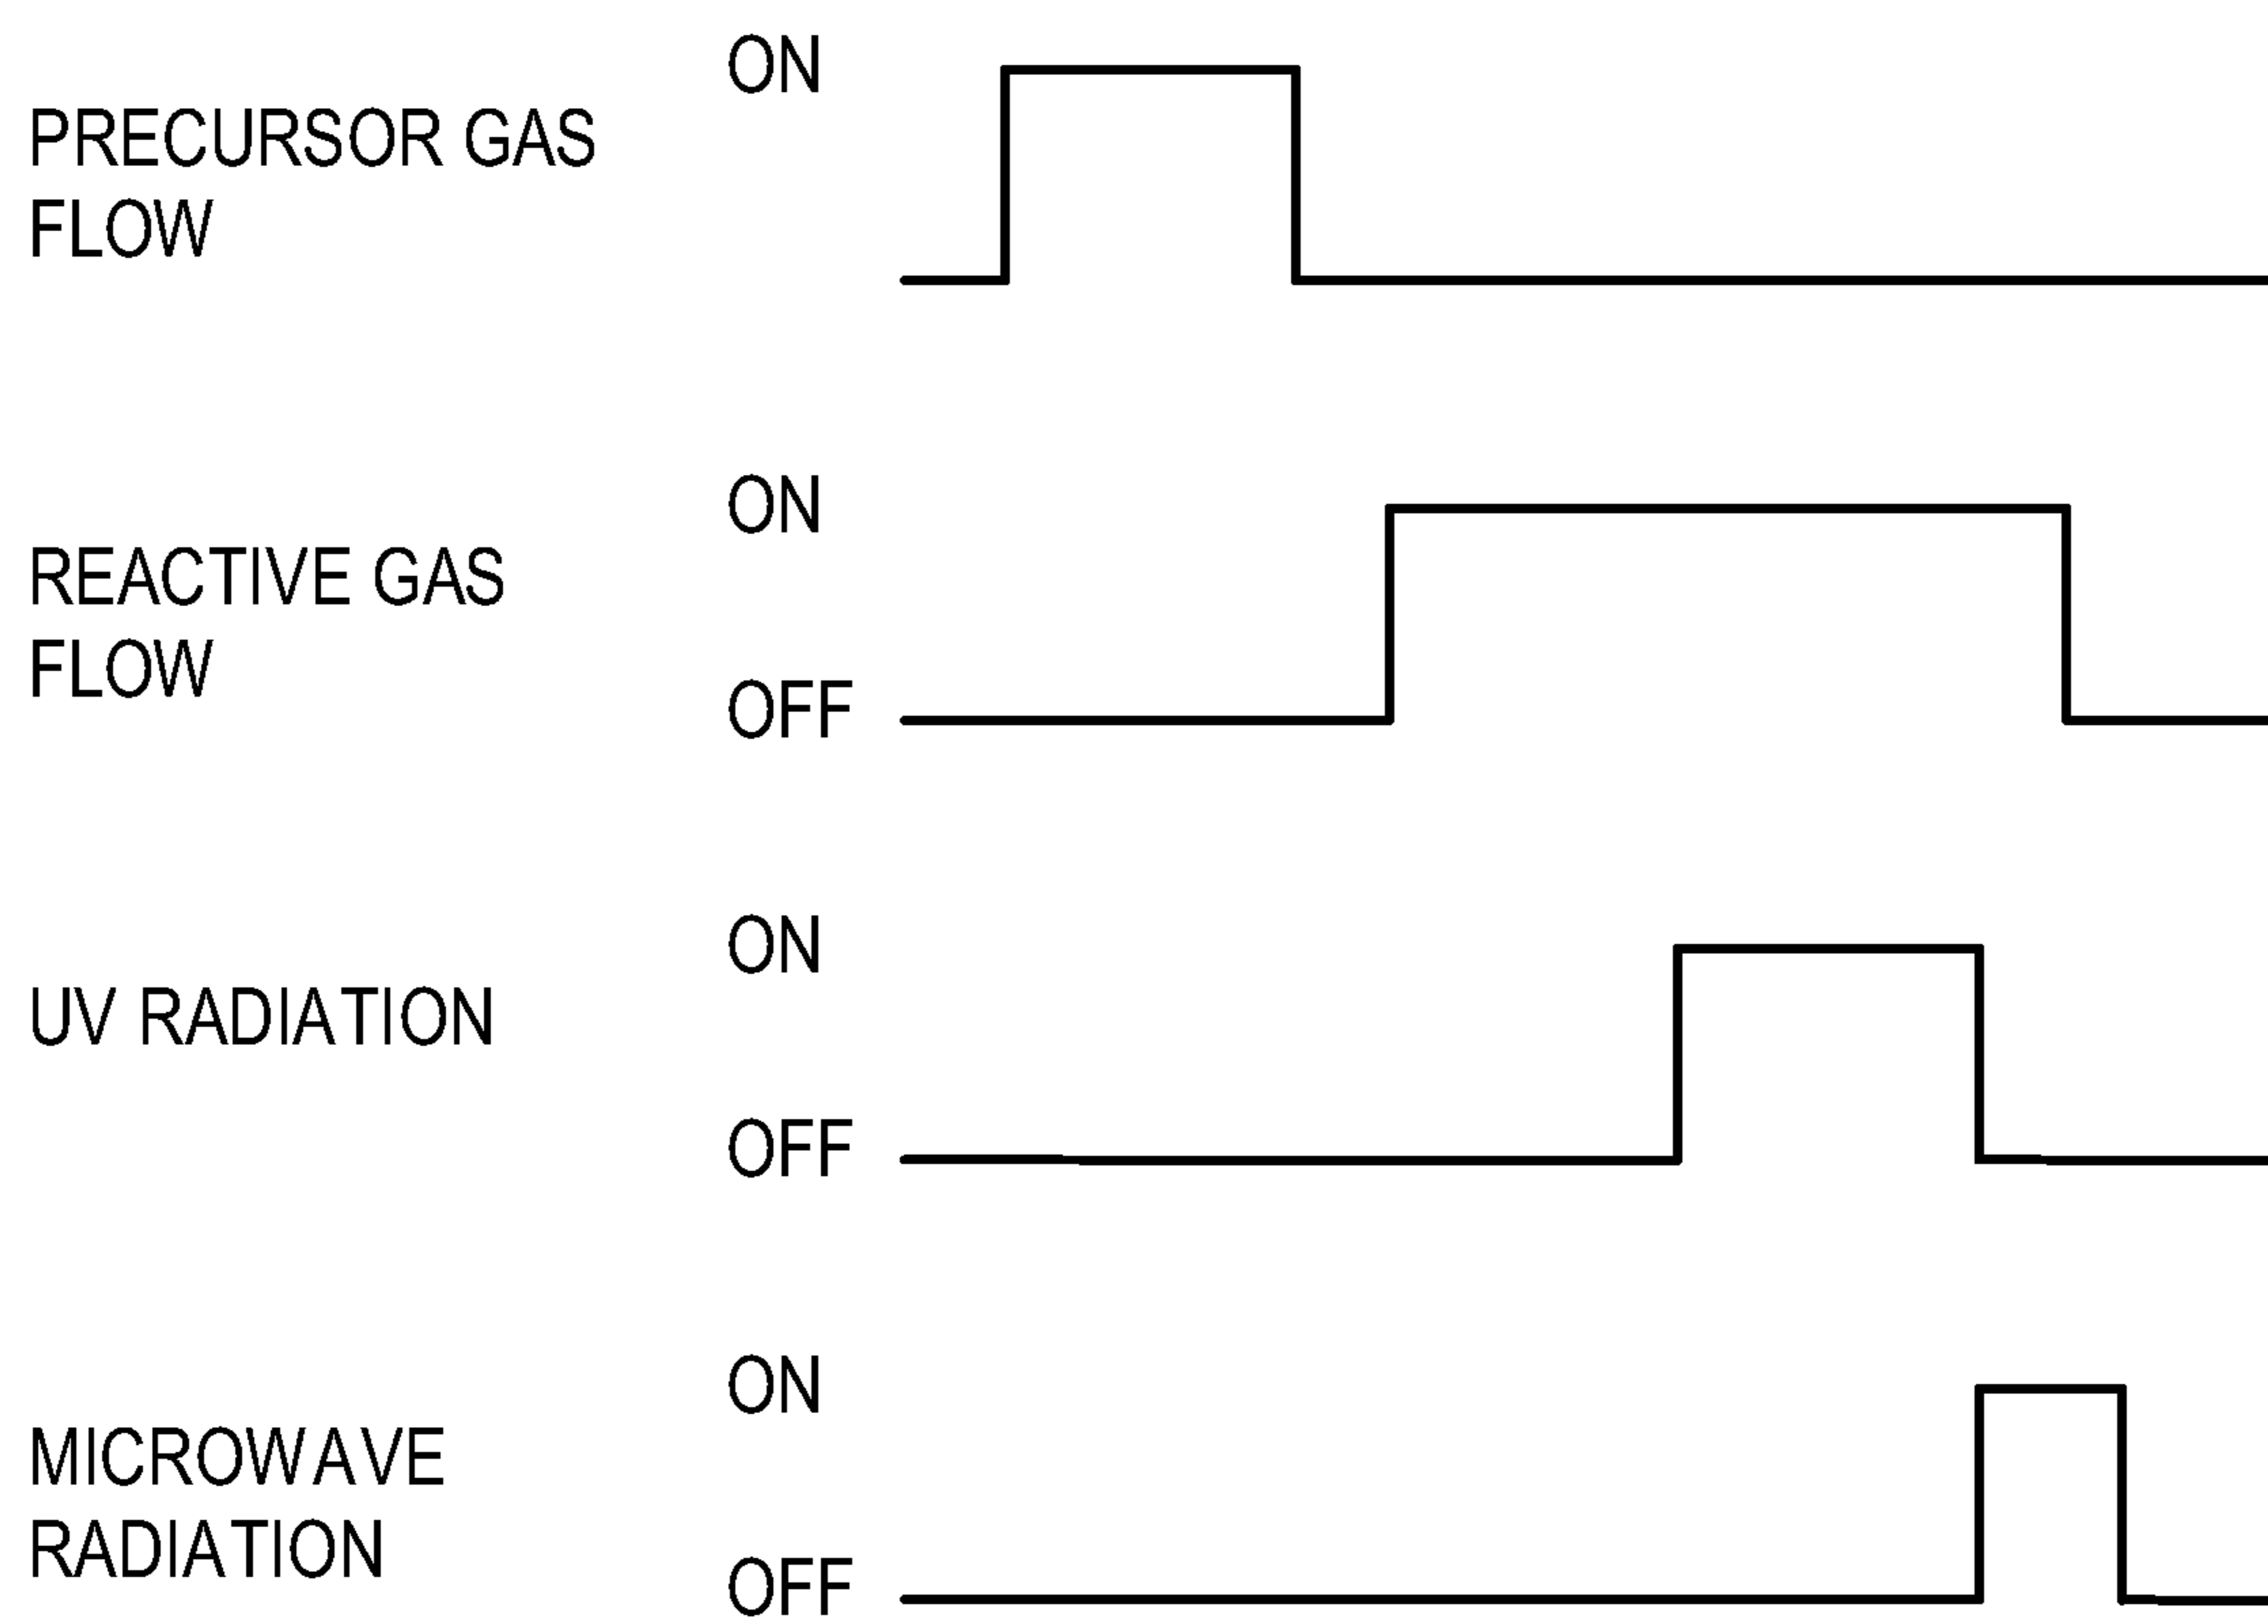 ON
PRECURSOR GAS
FLOW
ON
REACTIVE GAS
FLOW
OFF
ON
UV RADIATION
OFF
ON
MICROWAVE
RADIATION
OFF